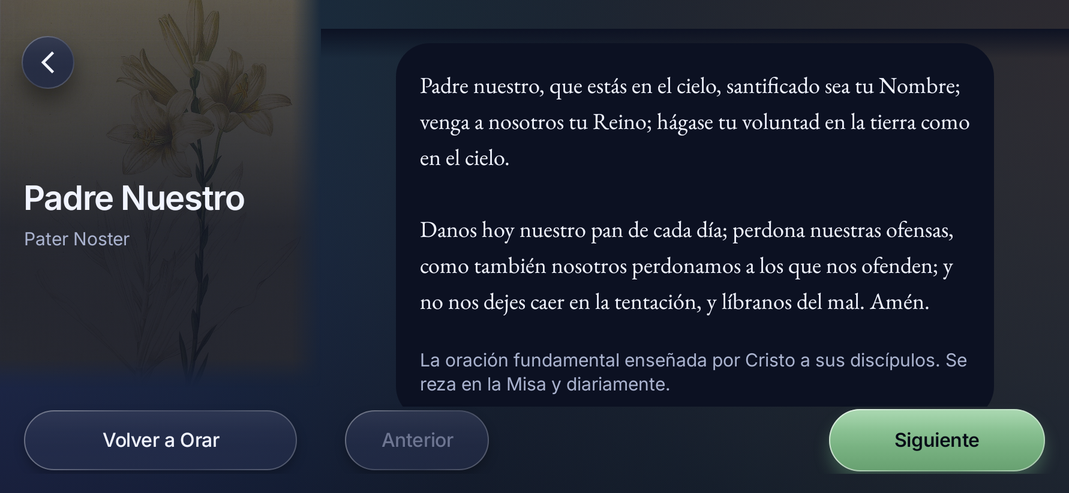 Padre Nuestro
Pater Noster
Padre nuestro, que estás en el cielo, santificado sea tu Nombre;
venga a nosotros tu Reino; hágase tu voluntad en la tierra como
en el cielo.
Danos hoy nuestro pan de cada día; perdona nuestras ofensas,
como también nosotros perdonamos a los que nos ofenden; y
no nos dejes caer en la tentación, y líbranos del mal. Amén.
La oración fundamental enseñada por Cristo a sus discípulos. Se
reza en la Misa y diariamente.
Volver a Orar
Anterior
Siguiente